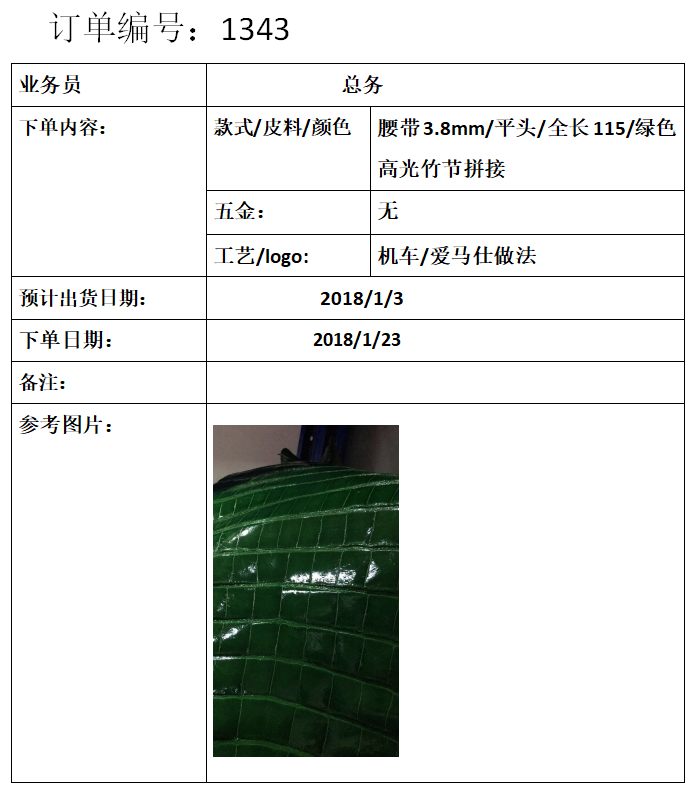 订单编号：1343
业务员 总务
下单内容： 款式/皮料/颜色 腰带3.8mm/平头/全长115/绿色
高光竹节拼接
五金： 无
工艺/logo： 机车/爱马仕做法
预计出货日期： 2018/1/3
下单日期： 2018/1/23
备注：
参考图片：